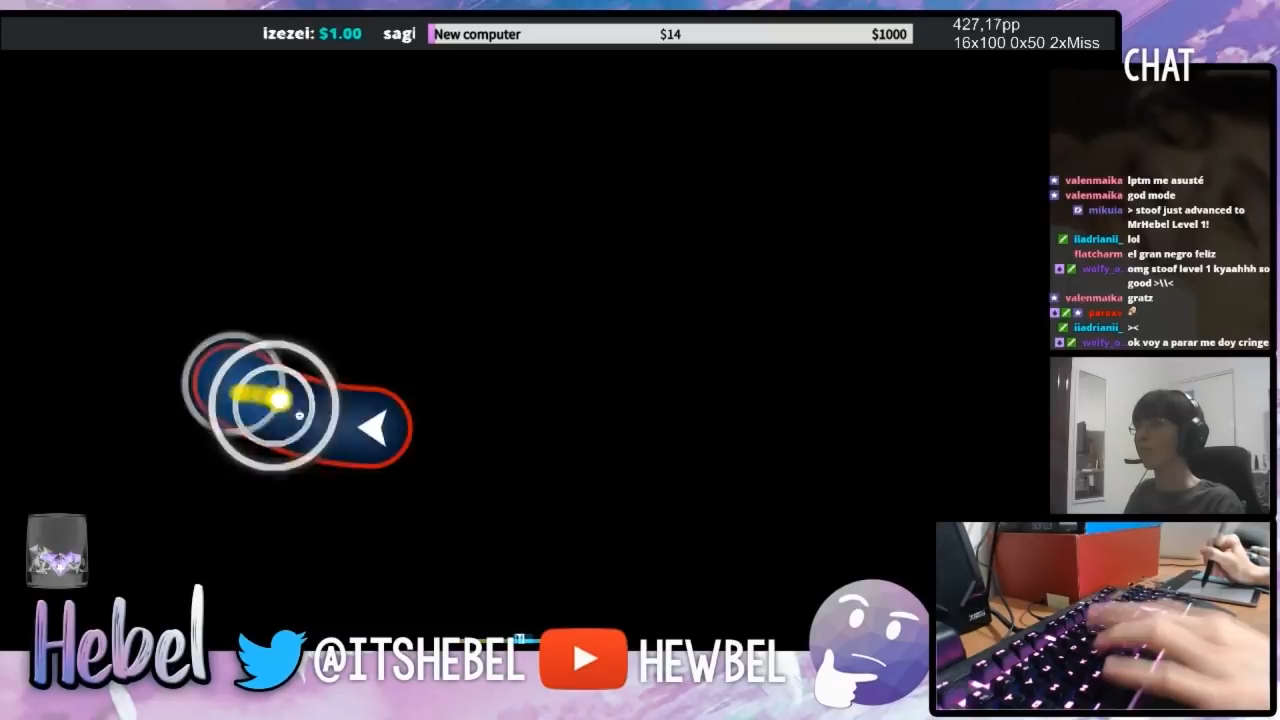 izezei: $1.00 sagi
New computer $14 $1000
427,17pp
16x100 0x50 2xMiss
CHAT
valenmaika lptm me asusté
valenmaika god mode
mikuia > stoof just advanced to
MrHebel Level 1!
iiadrianii_ lol
flatcharm el gran negro feliz
wolfy_o.. omg stoof level 1 kyaahhh so
good >\\<
valenmaika gratz
iiadrianii_ ><
wolfy_o.. ok voy a parar me doy cringe
Hebel
@ITSHEBEL
HEWBEL